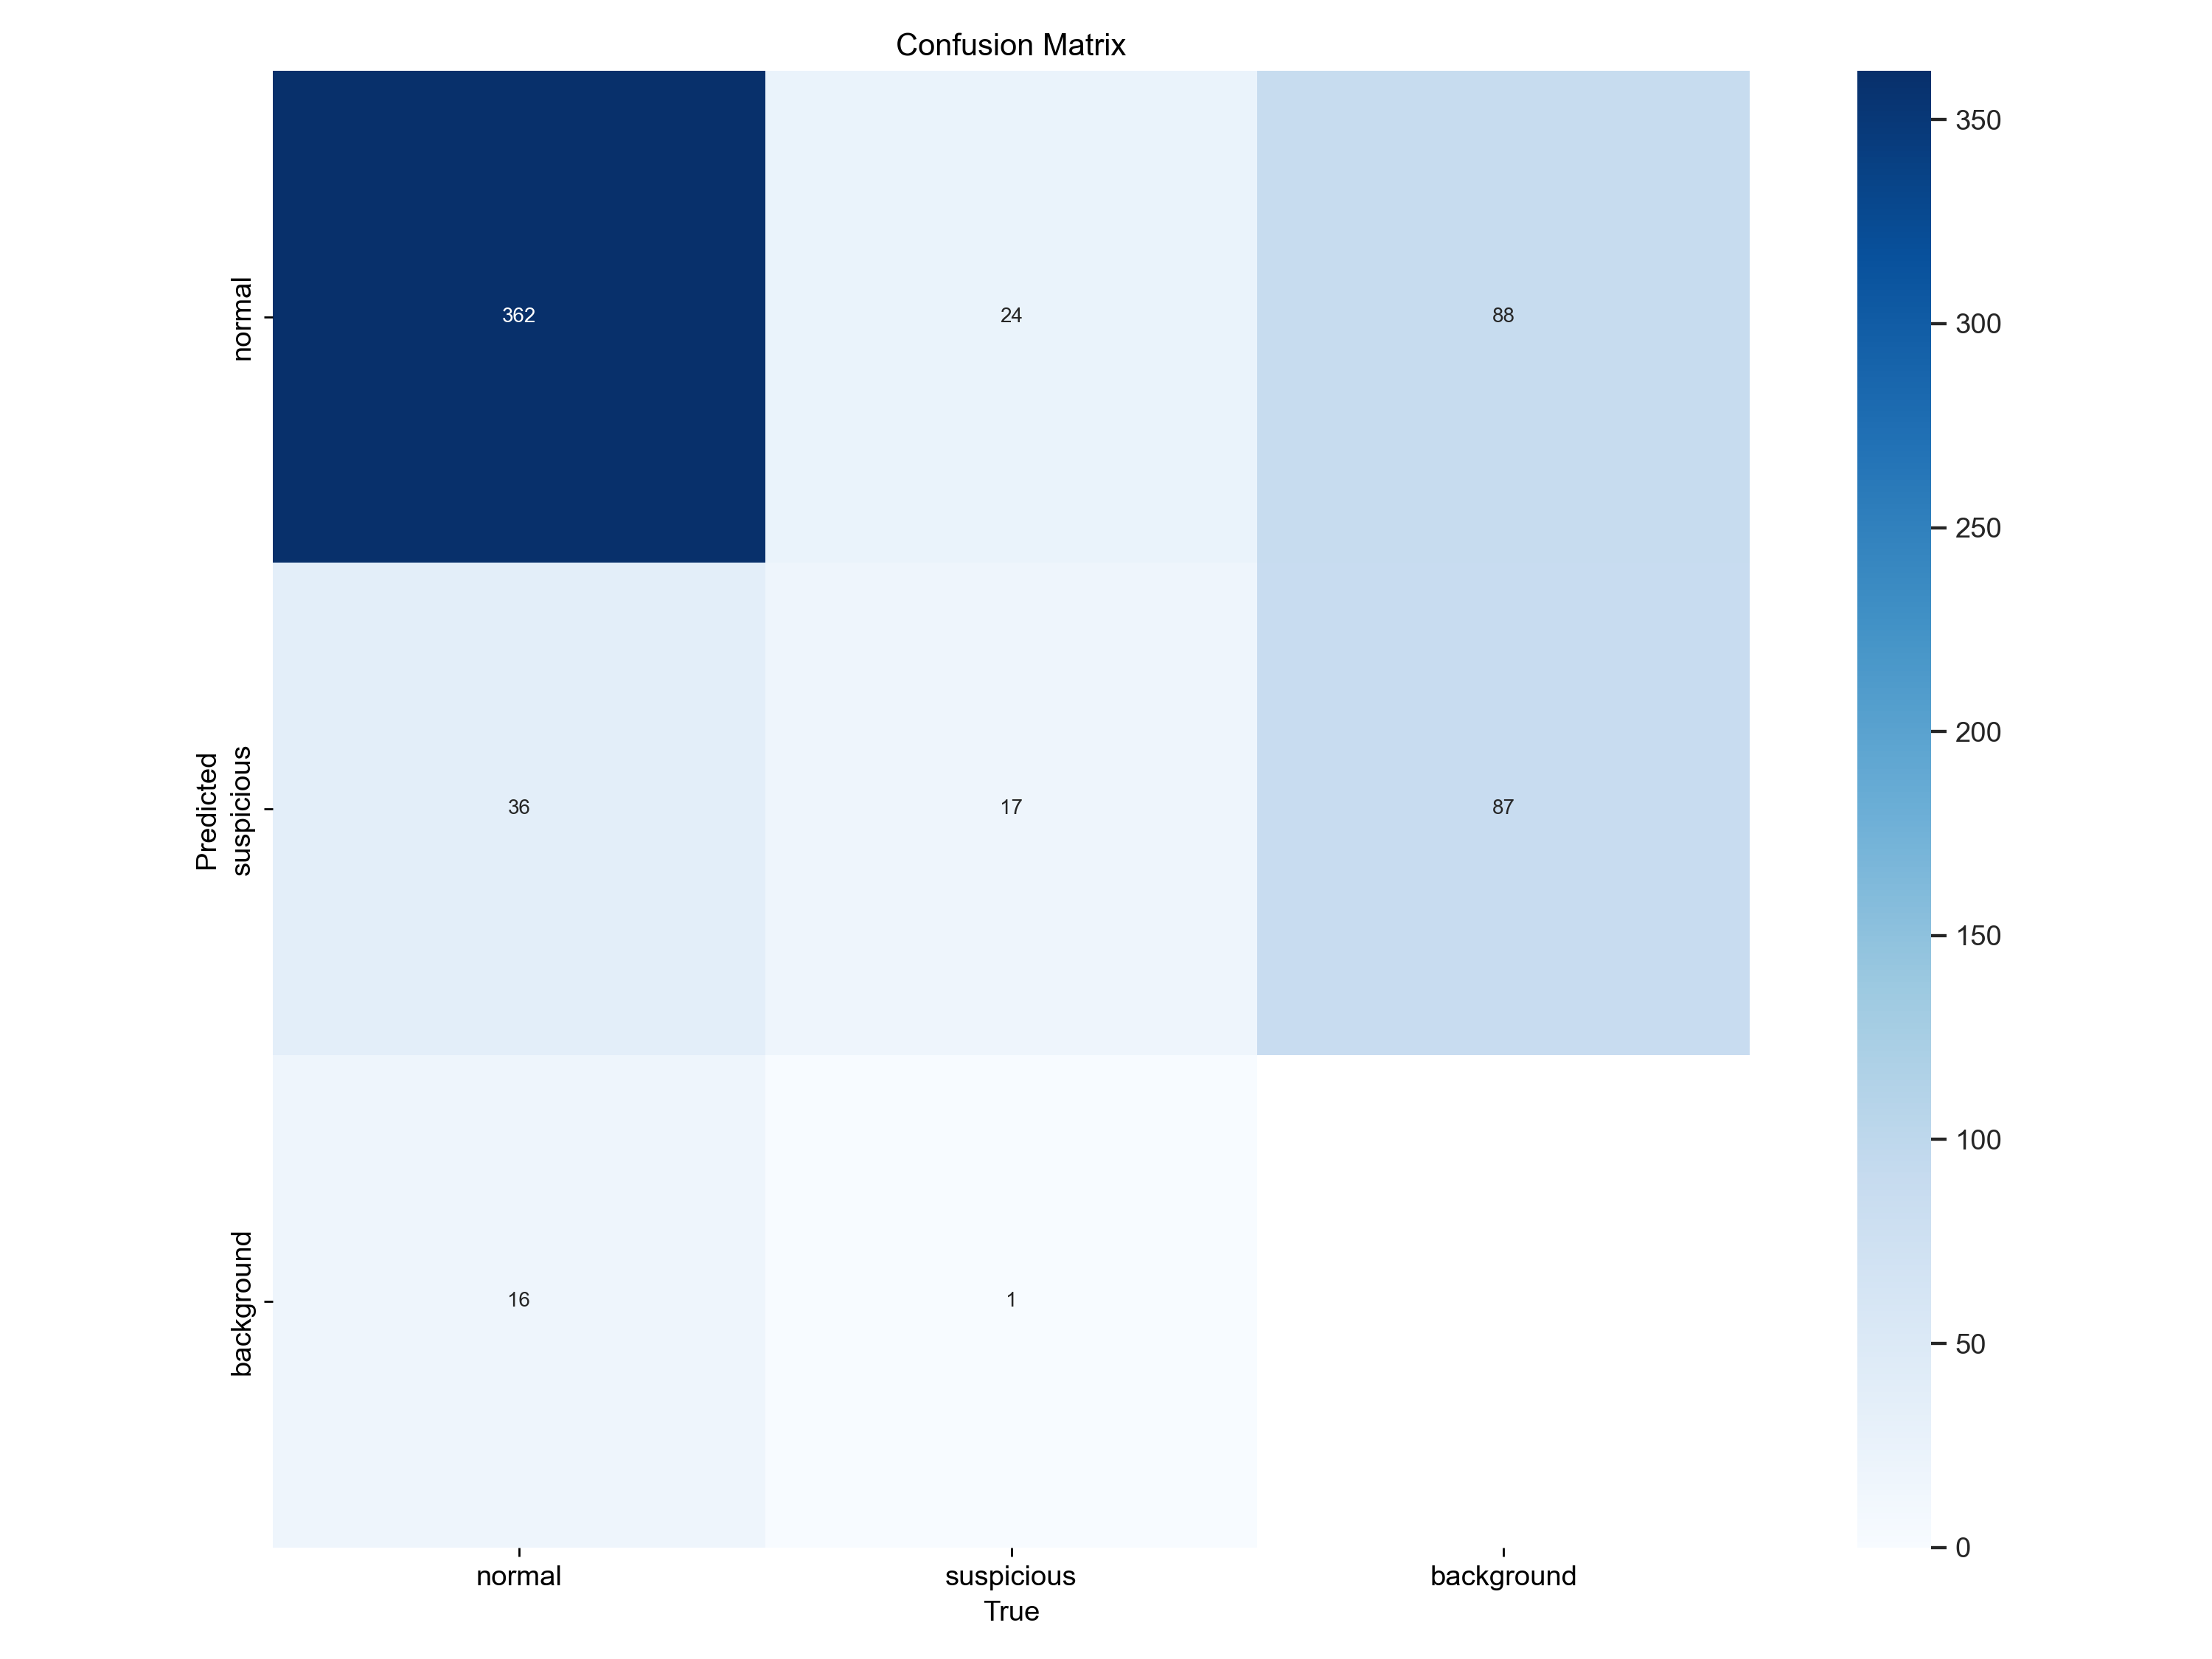 Confusion Matrix
normal
362
24
88
Predicted
suspicious
36
17
87
background
16
1
normal
suspicious
background
True
350
300
250
200
150
100
50
0